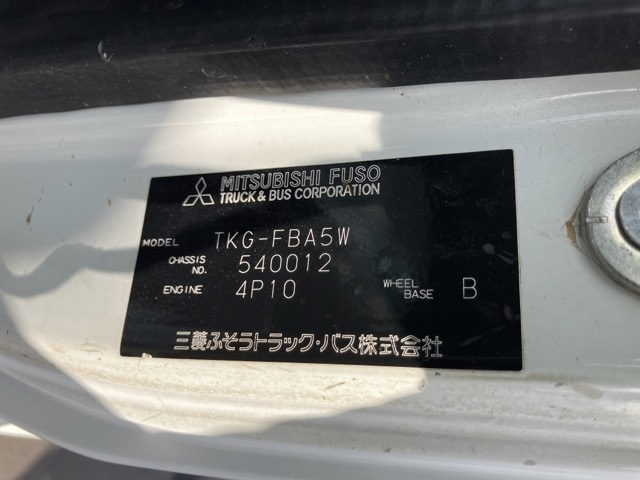 MITSUBISHI FUSO
TRUCK & BUS CORPORATION
MODEL TKG-FBA5W
CHASSIS NO. 540012
ENGINE 4P10 WHEEL BASE B
三菱ふそうトラック・バス株式会社